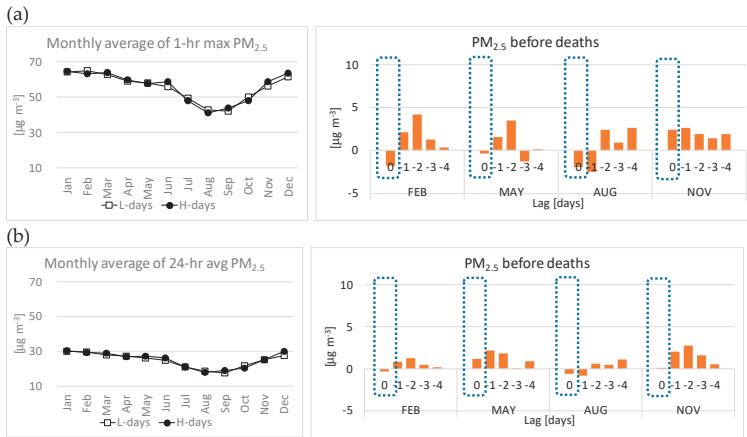 (a)
Monthly average of 1-hr max PM2.5
[µg m-3]
70
50
30
10
Jan Feb Mar Apr May Jun Jul Aug Sep Oct Nov Dec
L-days H-days
PM2.5 before deaths
[µg m-3]
10
5
0
-5
0 -1 -2 -3 -4 0 -1 -2 -3 -4 0 -1 -2 -3 -4 0 -1 -2 -3 -4
FEB MAY AUG NOV
Lag [days]
(b)
Monthly average of 24-hr avg PM2.5
[µg m-3]
70
50
30
10
Jan Feb Mar Apr May Jun Jul Aug Sep Oct Nov Dec
L-days H-days
PM2.5 before deaths
[µg m-3]
10
5
0
-5
0 -1 -2 -3 -4 0 -1 -2 -3 -4 0 -1 -2 -3 -4 0 -1 -2 -3 -4
FEB MAY AUG NOV
Lag [days]